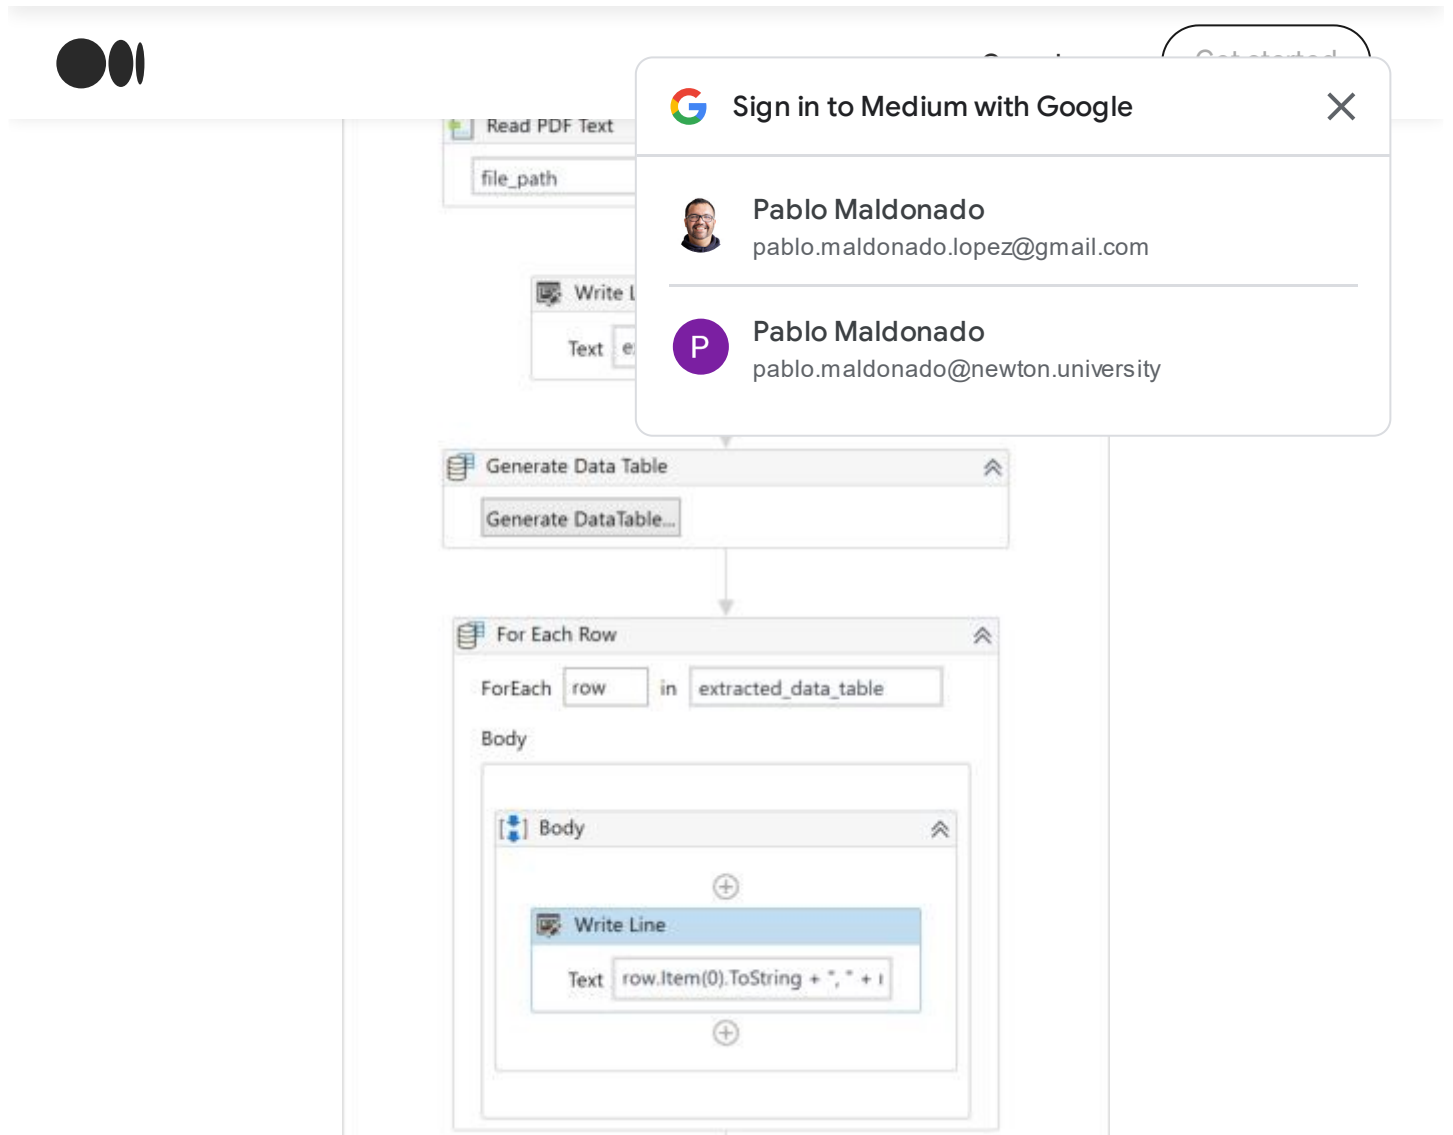 Sign in to Medium with Google
Read PDF Text
file_path
Pablo Maldonado
pablo.maldonado.lopez@gmail.com
Write
Text
Pablo Maldonado
P
pablo.maldonado@newton.university
Generate Data Table
Generate DataTable...
For Each Row
ForEach row in extracted_data_table
Body
Body
Write Line
Text row.Item(0).ToString + ", " +